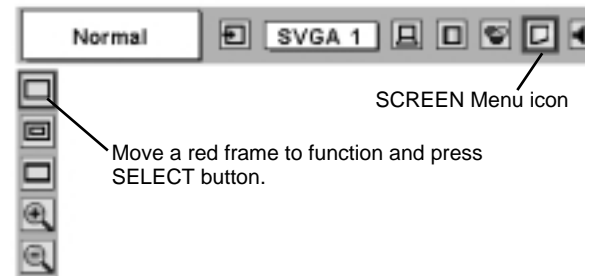 Normal
SVGA 1
SCREEN Menu icon
Move a red frame to function and press
SELECT button.